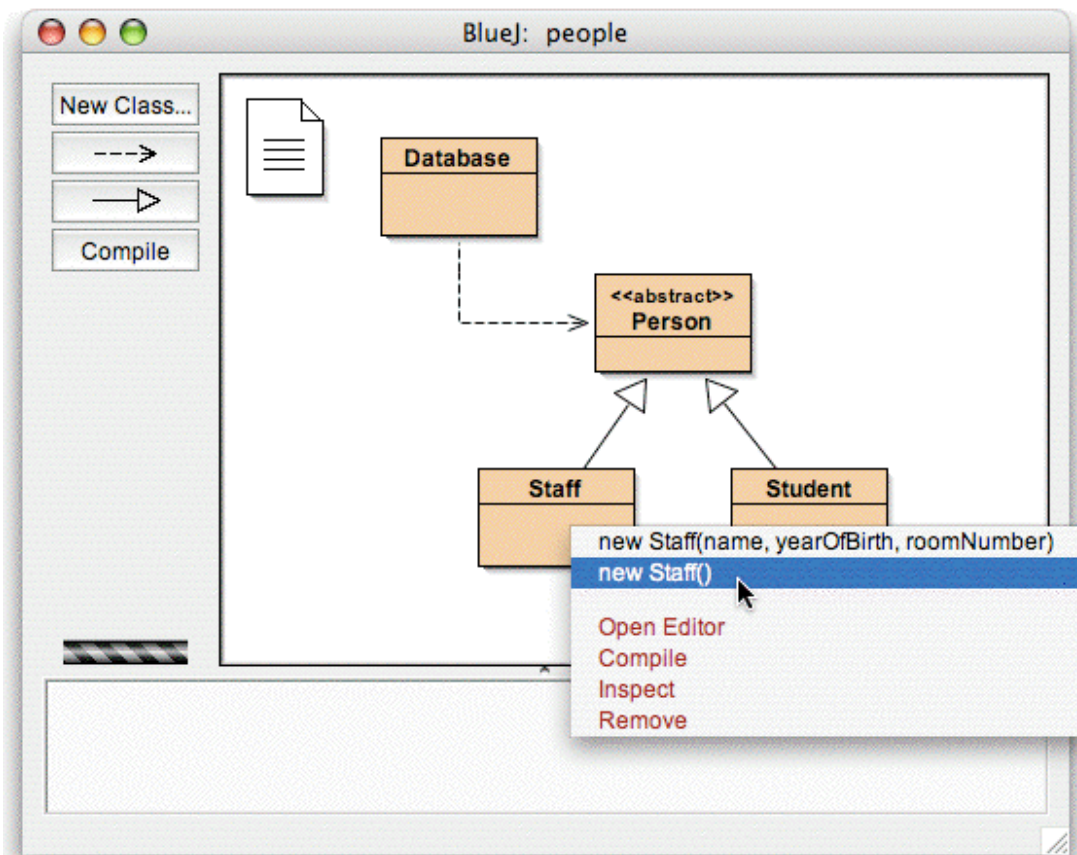 BlueJ: people
New Class...
Compile
Database
<<abstract>>
Person
Staff
Student
new Staff(name, yearOfBirth, roomNumber)
new Staff()
Open Editor
Compile
Inspect
Remove